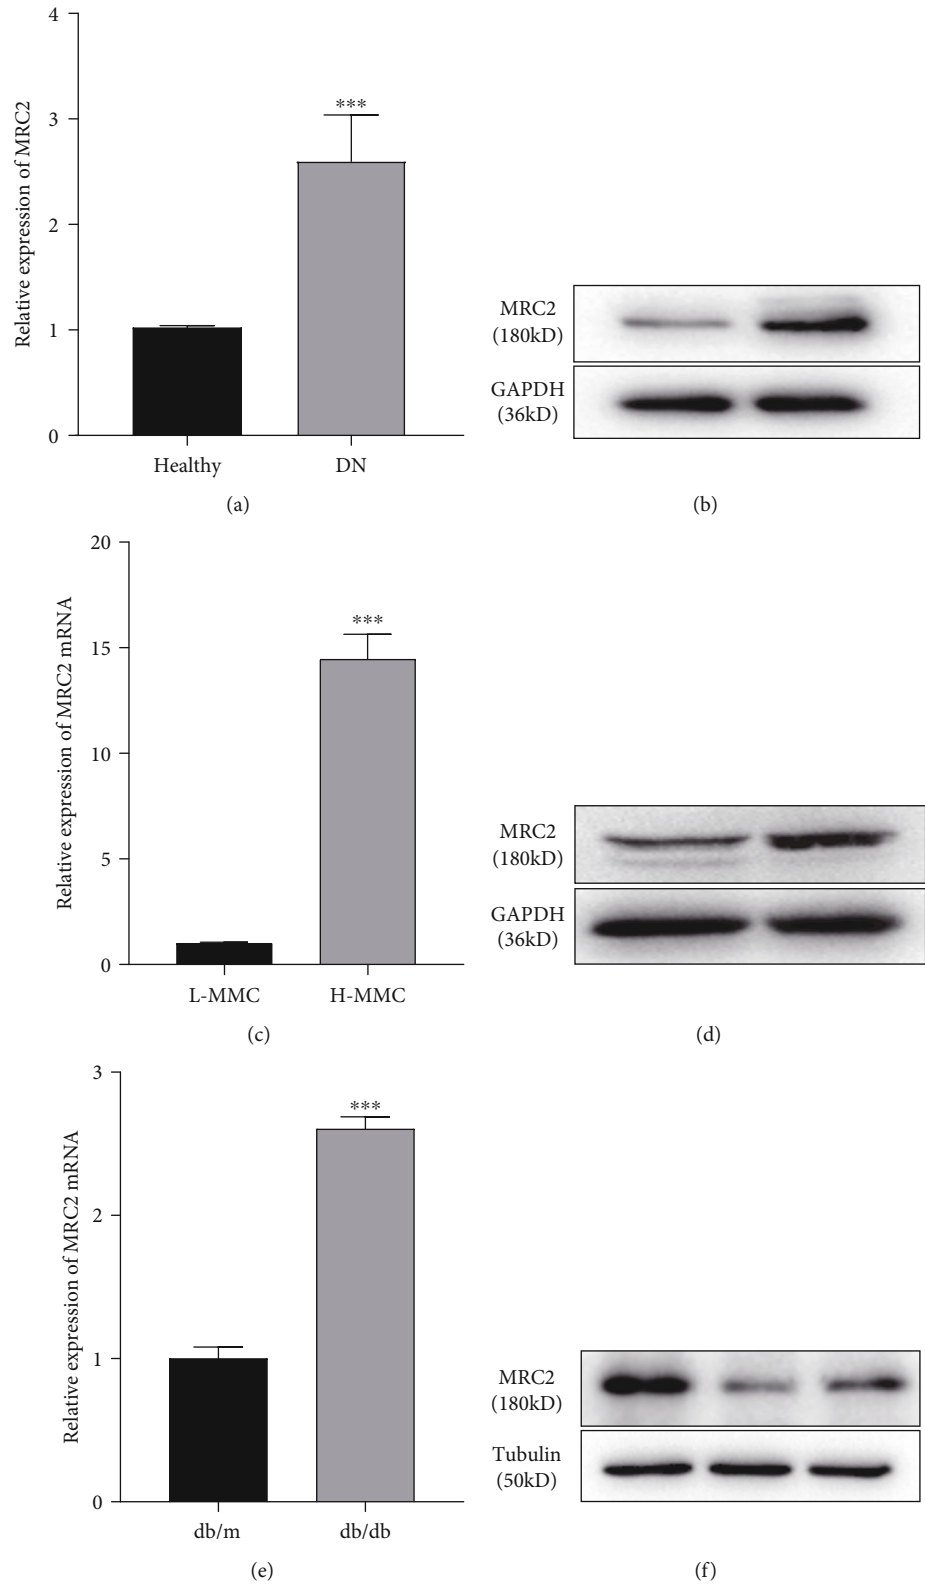 4
3
2
1
0
Relative expression of MRC2
***
Healthy
DN
(a)
MRC2
(180kD)
GAPDH
(36kD)
(b)
20
15
10
5
0
Relative expression of MRC2 mRNA
***
L-MMC
H-MMC
(c)
MRC2
(180kD)
GAPDH
(36kD)
(d)
3
2
1
0
Relative expression of MRC2 mRNA
***
db/m
db/db
(e)
MRC2
(180kD)
Tubulin
(50kD)
(f)